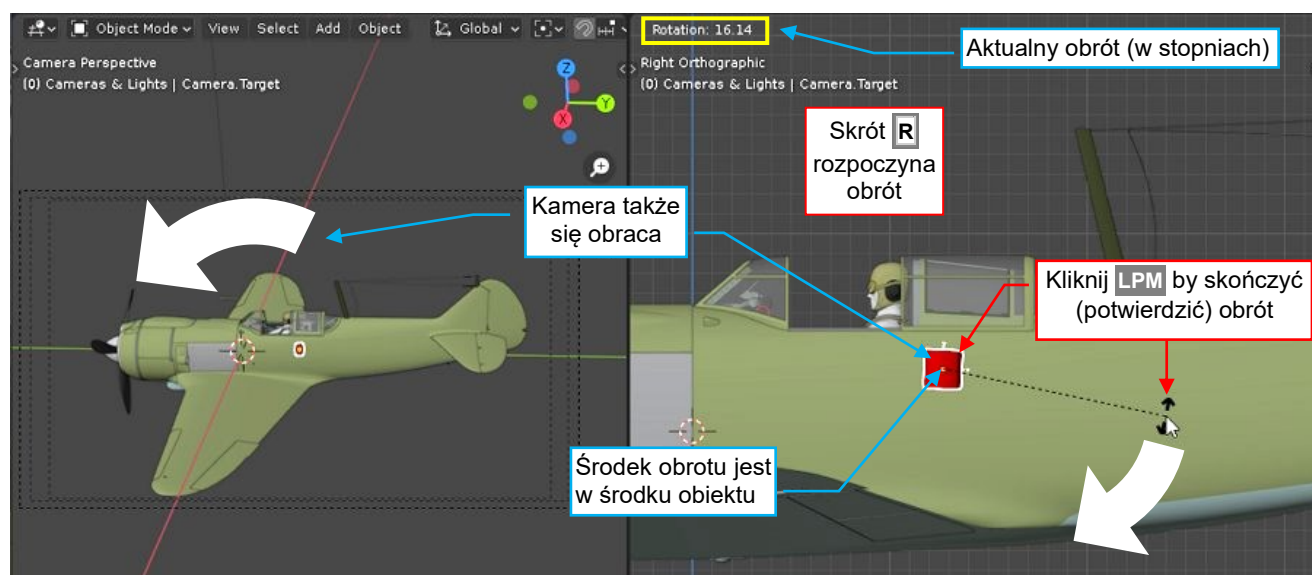 Object Mode View Select Add Object Global
Rotation: 16.14
Aktualny obrót (w stopniach)
Camera Perspective
(0) Cameras & Lights | Camera.Target
Z
Y
X
Right Orthographic
(0) Cameras & Lights | Camera.Target
Skrót R
rozpoczyna
obrót
Kamera także
się obraca
Kliknij LPM by skończyć
(potwierdzić) obrót
Środek obrotu jest
w środku obiektu